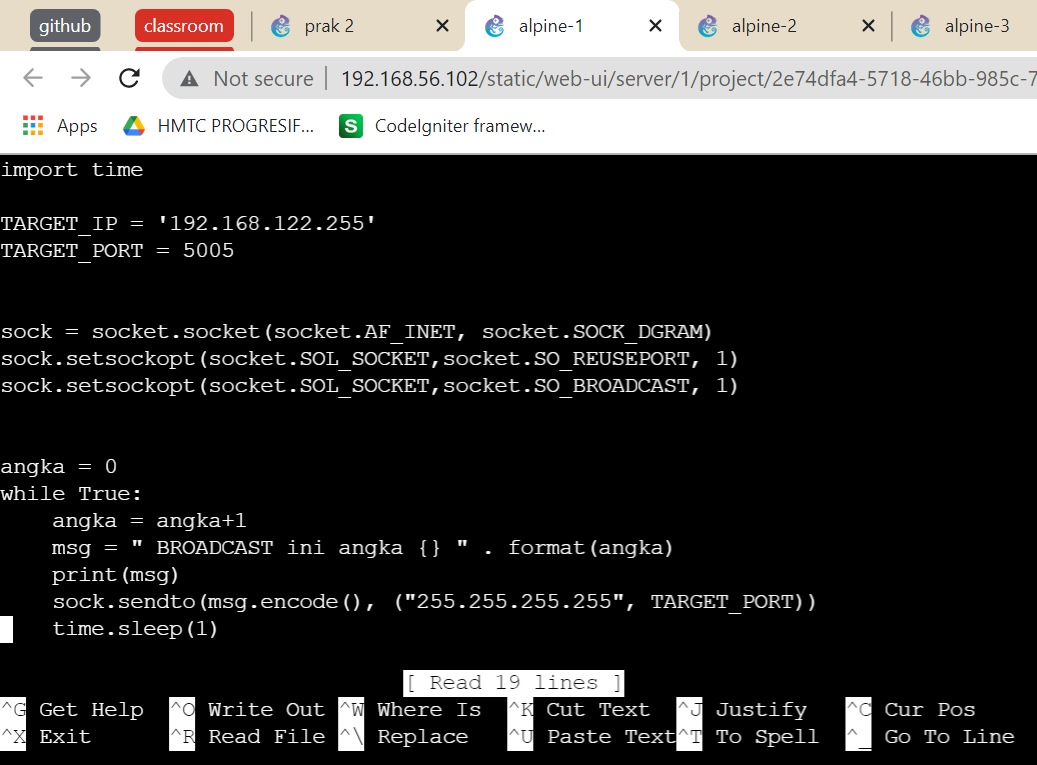 github classroom prak 2 alpine-1 alpine-2 alpine-3
Not secure 192.168.56.102/static/web-ui/server/1/project/2e74dfa4-5718-46bb-985c-7
Apps HMTC PROGRESIF... S CodeIgniter framew...
import time
TARGET_IP = '192.168.122.255'
TARGET_PORT = 5005
sock = socket.socket(socket.AF_INET, socket.SOCK_DGRAM)
sock.setsockopt(socket.SOL_SOCKET,socket.SO_REUSEPORT, 1)
sock.setsockopt(socket.SOL_SOCKET,socket.SO_BROADCAST, 1)
angka = 0
while True:
    angka = angka+1
    msg = " BROADCAST ini angka {} " . format(angka)
    print(msg)
    sock.sendto(msg.encode(), ("255.255.255.255", TARGET_PORT))
    time.sleep(1)
[ Read 19 lines ]
^G Get Help ^O Write Out ^W Where Is ^K Cut Text ^J Justify ^C Cur Pos
^X Exit ^R Read File ^\ Replace ^U Paste Text^T To Spell ^_ Go To Line